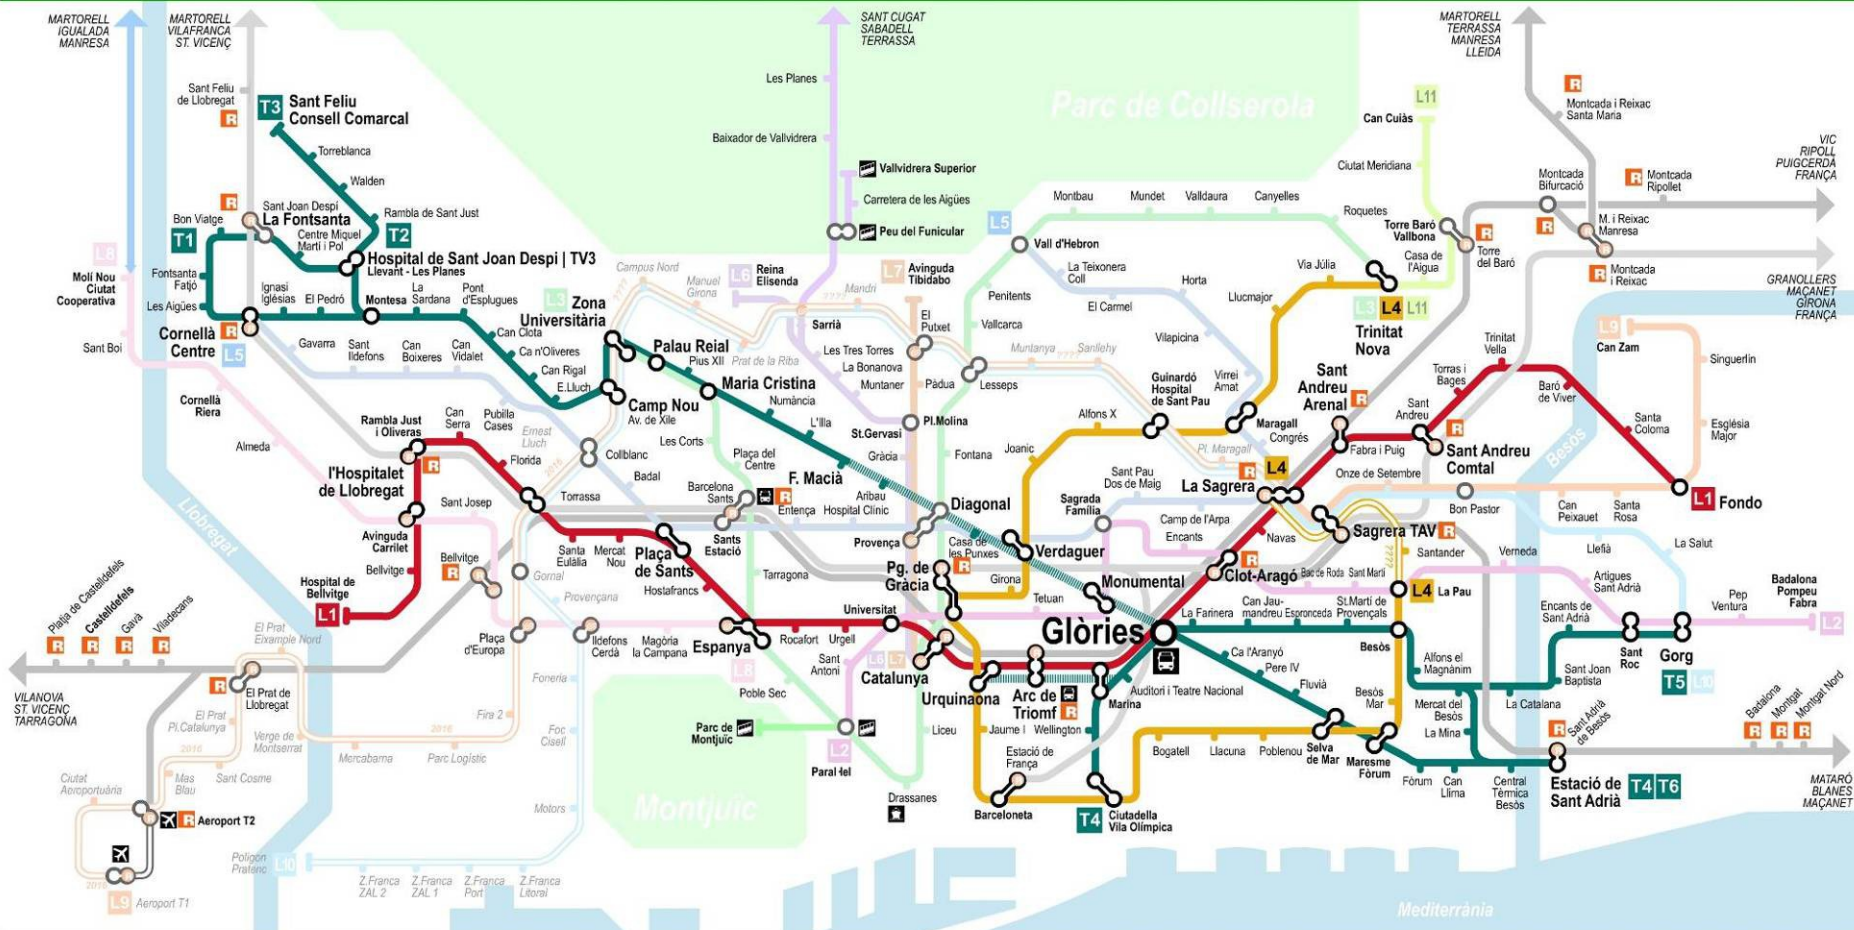 MARTORELL
IGUALADA
MANRESA
MARTORELL
VILAFRANCA
ST. VICENÇ
SANT CUGAT
SABADELL
TERRASSA
MARTORELL
TERRASSA
MANRESA
LLEIDA
Les Planes
Sant Feliu
de Llobregat
R
T3
Sant Feliu
Consell Comarcal
Parc de Collserola
L11
Can Cuiàs
R
Montcada i Reixac
Santa Maria
Baixador de Vallvidrera
Torreblanca
Walden
Vallvidrera Superior
Carretera de les Aigües
Peu del Funicular
Ciutat Meridiana
VIC
RIPOLL
PUIGCERDÀ
FRANÇA
Montcada
Bifurcació
R
Montcada
Ripollet
R
Sant Joan Despí
La Fontsanta
Bon Viatge
T1
Centre Miquel
Martí i Pol
Rambla de Sant Just
T2
Hospital de Sant Joan Despi | TV3
Llevant - Les Planes
Montbau
Mundet
Valldaura
Canyelles
Roquetes
L5
Vall d'Hebron
Torre Baró
Vallbona
R
Torre
del Baró
Casa de
l'Aigua
R
M. i Reixac
Manresa
R
Montcada
i Reixac
GRANOLLERS
MAÇANET
GIRONA
FRANÇA
L8
Molí Nou
Ciutat
Cooperativa
Fontsanta
Fatjó
Les Aigües
Ignasi
Iglésias
El Pedró
Montesa
La
Sardana
Pont
d'Esplugues
Campus Nord
Manuel
Girona
L6
Reina
Elisenda
L7
Avinguda
Tibidabo
Mandri
La Teixonera
Coll
El Carmel
Horta
Vilapicina
Llucmajor
Via Júlia
L3 L4 L11
Trinitat
Nova
Penitents
Vallcarca
L3
Zona
Universitària
Sarrià
El
Putxet
Trinitat
Vella
L9
Can Zam
Singuerlin
Cornellà
Centre
R
L5
Sant Boi
Gavarra
Sant
Ildefons
Can
Boixeres
Can
Vidalet
Can Clota
Ca n'Oliveres
Can Rigal
E.Lluch
Palau Reial
Pius XII
Prat de la Riba
Les Tres Torres
La Bonanova
Muntaner
Pàdua
Lesseps
Muntanya
Sanllehy
Guinardó
Hospital
de Sant Pau
Virrei
Amat
Sant
Andreu
Arenal
R
Torras i
Bages
Baró
de Viver
Santa
Coloma
Església
Major
Cornellà
Riera
Almeda
Rambla Just
i Oliveras
Can
Serra
Pubilla
Cases
Camp Nou
Av. de Xile
Maria Cristina
Numància
L'Illa
St.Gervasi
Pl.Molina
Gràcia
Joanic
Alfons X
Maragall
Congrés
Pl. Maragall
Sant
Andreu
R
Sant Andreu
Comtal
Fabra i Puig
Besòs
R
l'Hospitalet
de Llobregat
Florida
Ernest
Lluch
Collblanc
Les Corts
Plaça del
Centre
F. Macià
Fontana
Sant Pau
Dos de Maig
R
L4
La Sagrera
Onze de Setembre
Llobregat
Sant Josep
2016
Torrassa
Badal
Barcelona
Sants
R
Entença
Aribau
Hospital Clínic
Diagonal
Sagrada
Família
Camp de l'Arpa
Encants
Bon Pastor
Can
Peixauet
Santa
Rosa
L1
Fondo
Avinguda
Carrilet
Bellvitge
Bellvitge
R
Santa
Eulàlia
Mercat
Nou
Plaça
de Sants
Hostafrancs
Sants
Estació
Provença
Casa de
les Punxes
Verdaguer
Navas
Sagrera TAV
R
Santander
Verneda
Llefià
La Salut
Hospital de
Bellvitge
L1
Gornal
Provençana
Tarragona
Pg. de
Gràcia
R
Girona
Monumental
R
Clot-Aragó
Bac de Roda
Sant Martí
L4
La Pau
Artigues
Sant Adrià
Badalona
Pompeu
Fabra
Platja de Castelldefels
Castelldefels
Gavà
Viladecans
R
R
R
R
El Prat
Eixample Nord
Plaça
d'Europa
Ildefons
Cerdà
Magòria
la Campana
Espanya
L8
Rocafort
Urgell
Universitat
Tetuan
Glòries
La Farinera
Can Jau-
mandreu
Espronceda
St.Martí de
Provençals
Encants de
Sant Adrià
Pep
Ventura
L2
VILANOVA
ST. VICENÇ
TARRAGONA
R
El Prat de
Llobregat
El Prat
Pl.Catalunya
Foneria
Poble Sec
Sant
Antoni
L6 L7
Catalunya
Urquinaona
Arc de
Triomf
R
Marina
Auditori i Teatre Nacional
Ca l'Aranyó
Pere IV
Fluvià
Besòs
Alfons el
Magnànim
Sant Joan
Baptista
Sant
Roc
Gorg
T5 L10
Verge de
Montserrat
Fira 2
2016
Mercabarna
Parc Logístic
Foc
Cisell
Parc de
Montjuïc
L2
Paral·lel
Liceu
Jaume I
Wellington
Estació de
França
Bogatell
Llacuna
Poblenou
Selva
de Mar
Maresme
Fòrum
Besòs
Mar
Mercat del
Besòs
La Mina
La Catalana
R
Sant Adrià
de Besòs
Badalona
Montgat
Montgat Nord
R
R
R
2016
Ciutat
Aeroportuària
Mas
Blau
Sant Cosme
R
Aeroport T2
Motors
Montjuïc
Drassanes
Barceloneta
T4
Ciutadella
Vila Olímpica
Fòrum
Can
Llima
Central
Tèrmica
Besòs
Estació de
Sant Adrià
T4 T6
MATARÓ
BLANES
MAÇANET
Polígon
Pratenc
L10
Z.Franca
ZAL 2
Z.Franca
ZAL 1
Z.Franca
Port
Z.Franca
Litoral
2016
L9
Aeroport T1
Mediterrània